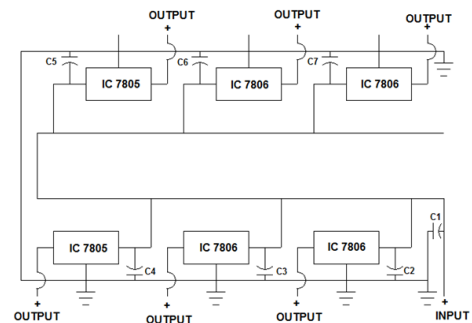 OUTPUT
+
OUTPUT
+
OUTPUT
+
C5
C6
C7
IC 7805
IC 7806
IC 7806
C1
IC 7805
IC 7806
IC 7806
C4
C3
C2
+
OUTPUT
+
OUTPUT
+
OUTPUT
+
INPUT